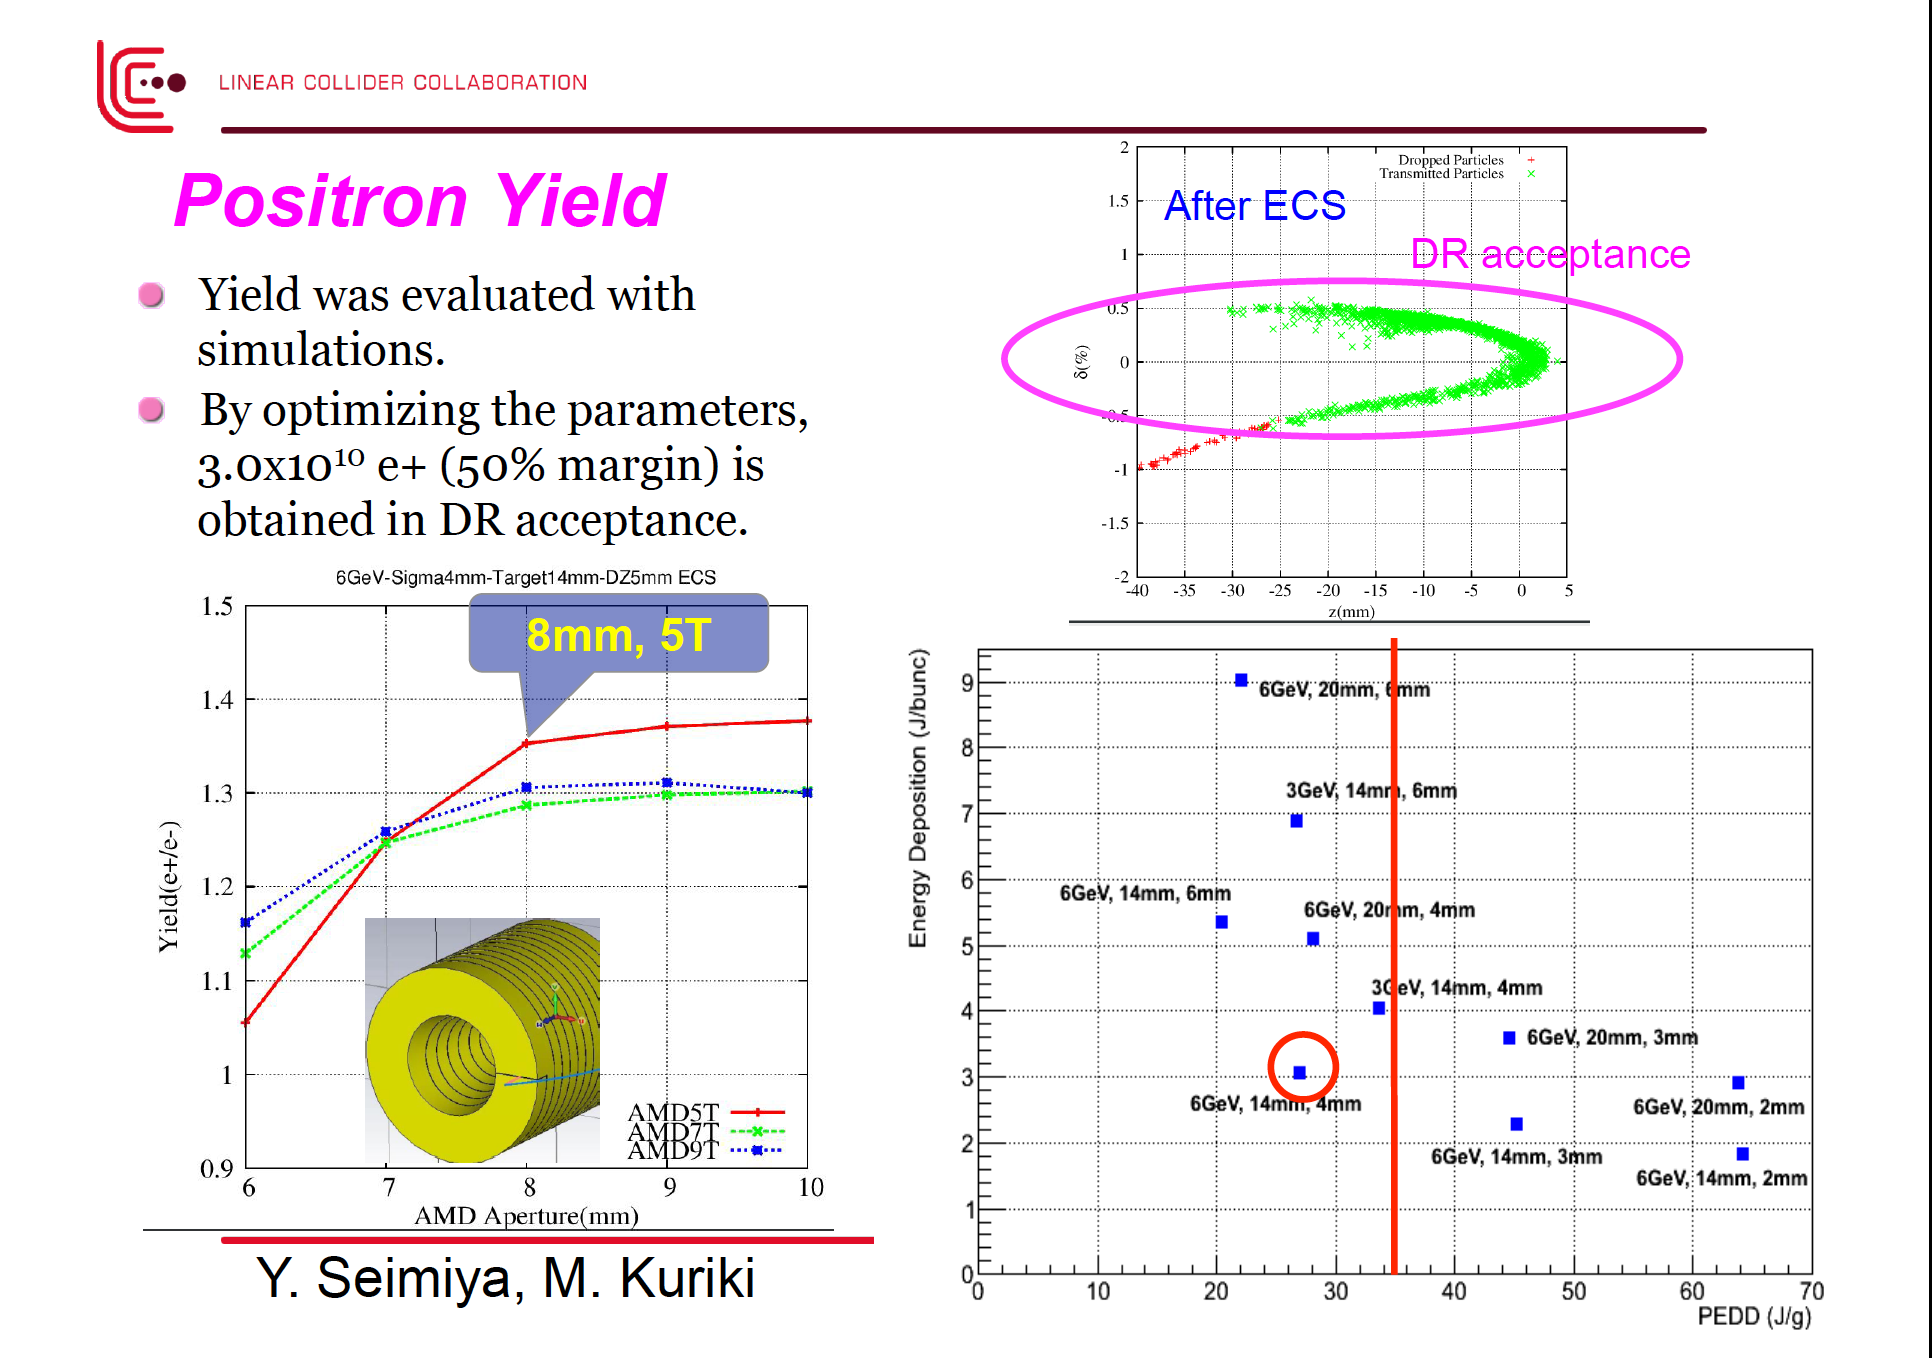 LINEAR COLLIDER COLLABORATION
Positron Yield
Yield was evaluated with
simulations.
By optimizing the parameters,
3.0x10¹⁰ e+ (50% margin) is
obtained in DR acceptance.
6GeV-Sigma4mm-Target14mm-DZ5mm ECS
8mm, 5T
1.5
1.4
1.3
1.2
1.1
1
0.9
Yield(e+/e-)
AMD5T
AMD7T
AMD9T
6 7 8 9 10
AMD Aperture(mm)
Y. Seimiya, M. Kuriki
Dropped Particles
Transmitted Particles
After ECS
DR acceptance
2
1.5
1
0.5
0
-0.5
-1
-1.5
-2
δ(%)
-40 -35 -30 -25 -20 -15 -10 -5 0 5
z(mm)
Energy Deposition (J/bunc)
9
8
7
6
5
4
3
2
1
0
6GeV, 20mm, 6mm
3GeV, 14mm, 6mm
6GeV, 14mm, 6mm
6GeV, 20mm, 4mm
3GeV, 14mm, 4mm
6GeV, 20mm, 3mm
6GeV, 14mm, 4mm
6GeV, 20mm, 2mm
6GeV, 14mm, 3mm
6GeV, 14mm, 2mm
0 10 20 30 40 50 60 70
PEDD (J/g)